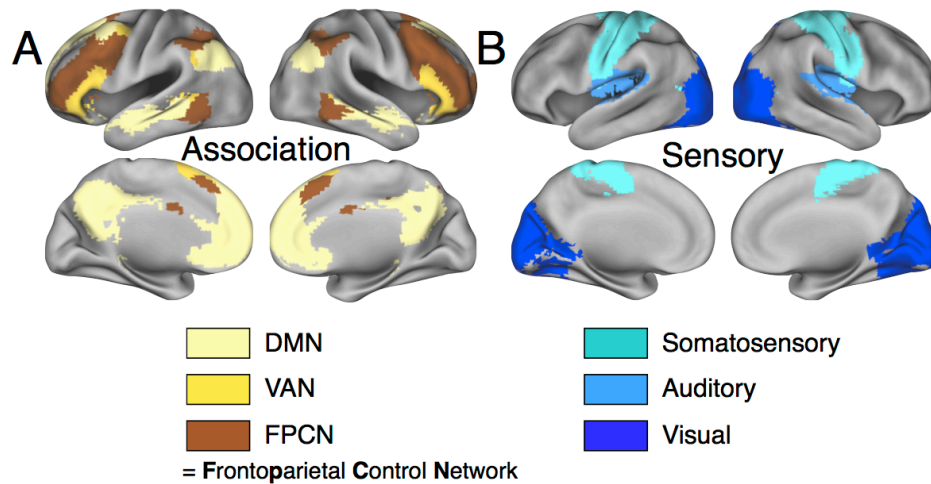 A
B
Association
Sensory
DMN
VAN
FPCN
= Frontoparietal Control Network
Somatosensory
Auditory
Visual